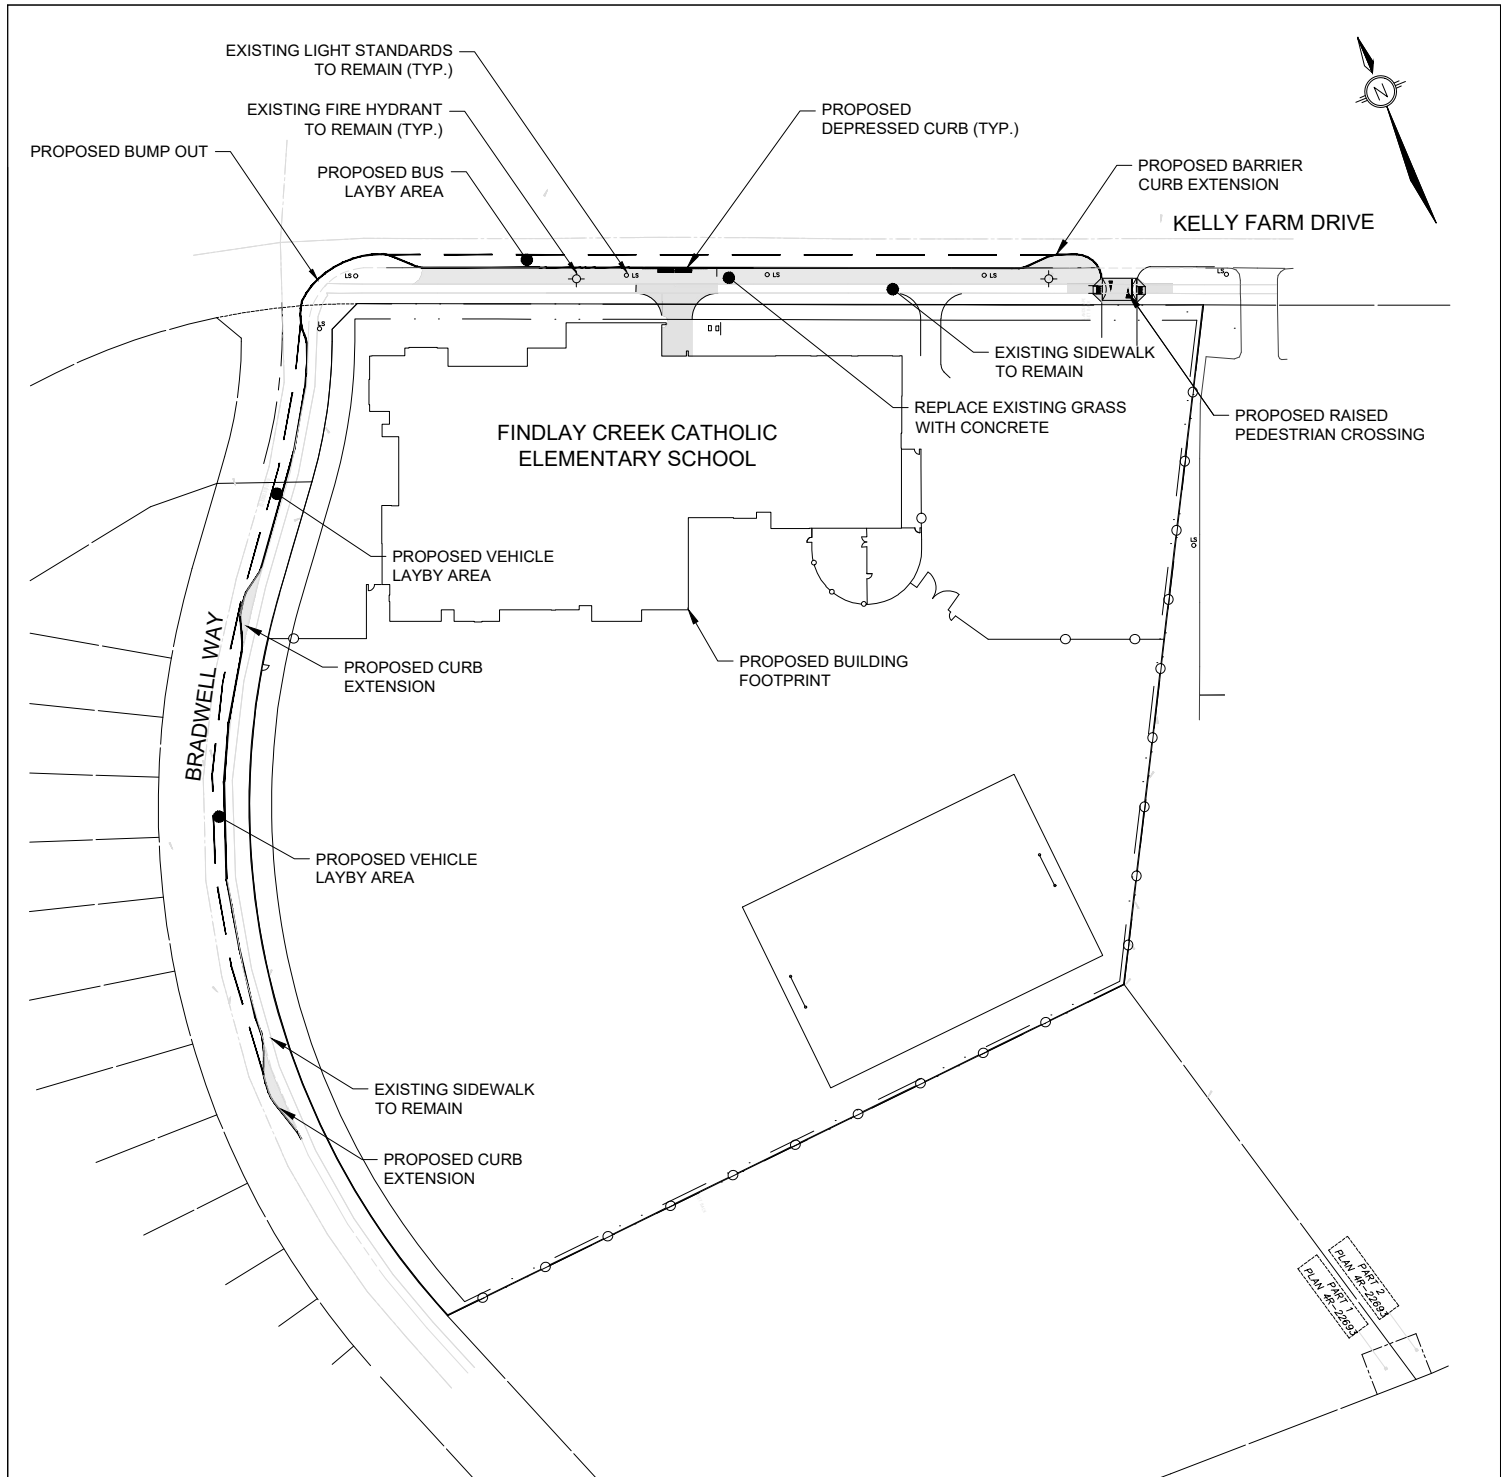 EXISTING LIGHT STANDARDS
TO REMAIN (TYP.)
EXISTING FIRE HYDRANT
TO REMAIN (TYP.)
PROPOSED BUMP OUT
PROPOSED BUS
LAYBY AREA
PROPOSED
DEPRESSED CURB (TYP.)
PROPOSED BARRIER
CURB EXTENSION
N
KELLY FARM DRIVE
LS
LS
LS
LS
LS
LS
EXISTING SIDEWALK
TO REMAIN
REPLACE EXISTING GRASS
WITH CONCRETE
PROPOSED RAISED
PEDESTRIAN CROSSING
FINDLAY CREEK CATHOLIC
ELEMENTARY SCHOOL
LS
PROPOSED VEHICLE
LAYBY AREA
BRADWELL WAY
PROPOSED CURB
EXTENSION
PROPOSED BUILDING
FOOTPRINT
PROPOSED VEHICLE
LAYBY AREA
EXISTING SIDEWALK
TO REMAIN
PROPOSED CURB
EXTENSION
PART 2
PLAN 4R-22693
PART 1
PLAN 4R-22693